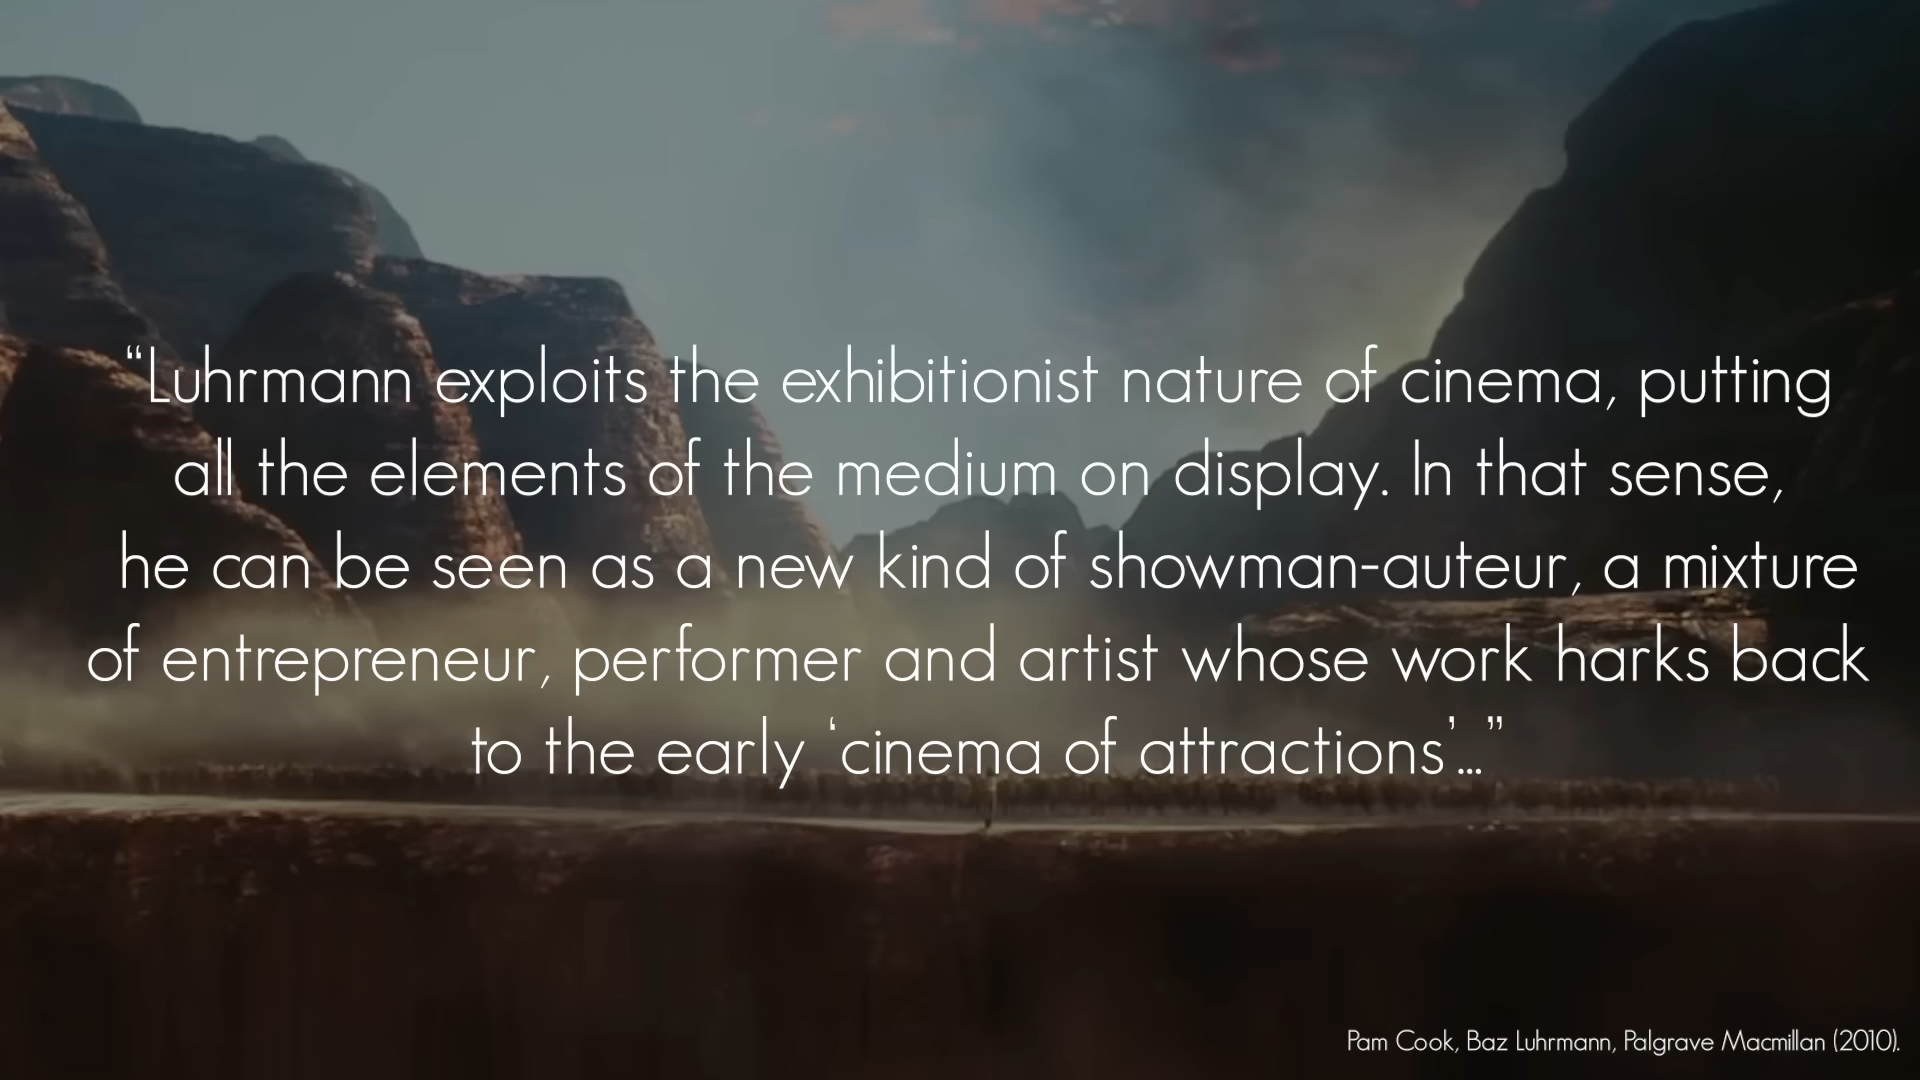 “Luhrmann exploits the exhibitionist nature of cinema, putting
all the elements of the medium on display. In that sense,
he can be seen as a new kind of showman-auteur, a mixture
of entrepreneur, performer and artist whose work harks back
to the early ‘cinema of attractions’...”
Pam Cook, Baz Luhrmann, Palgrave Macmillan (2010).